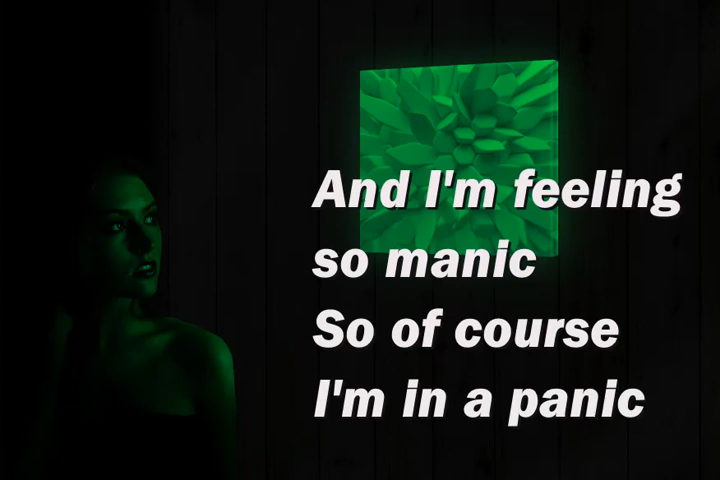 And I'm feeling
so manic
So of course
I'm in a panic